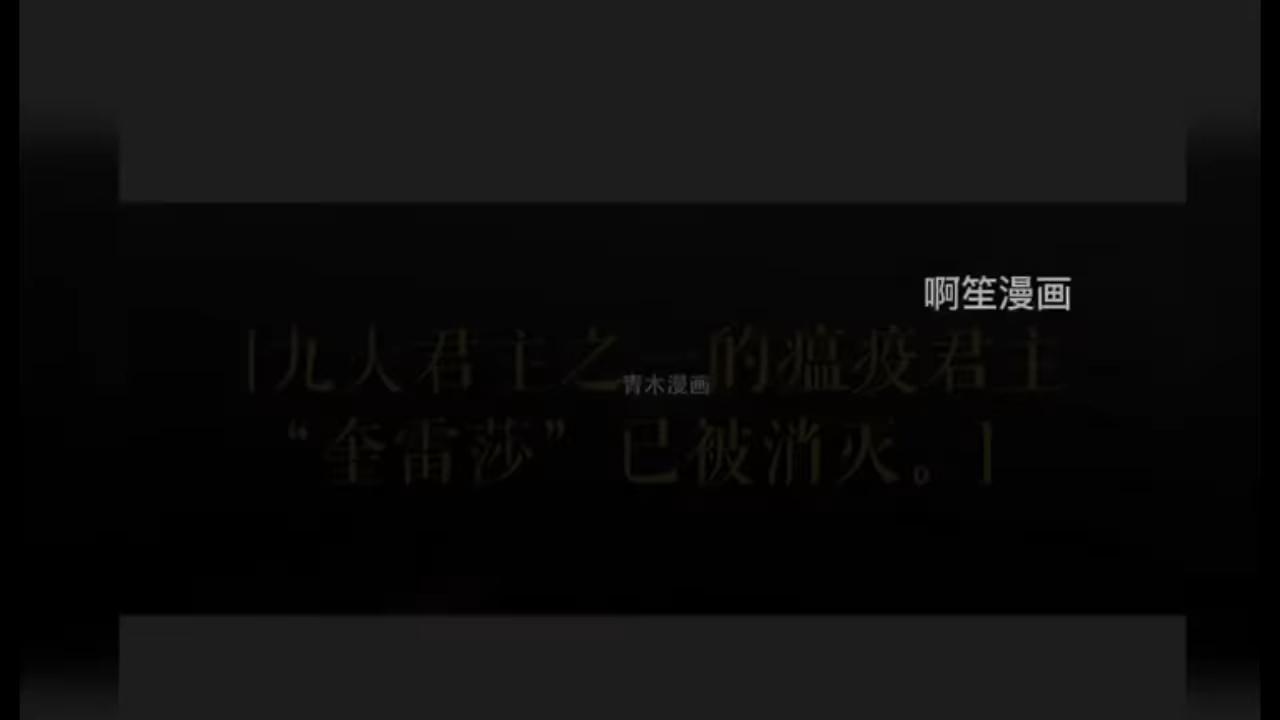 啊笙漫画
[九大君主之一的瘟疫君主
青木漫画
“奎雷莎”已被消灭。]